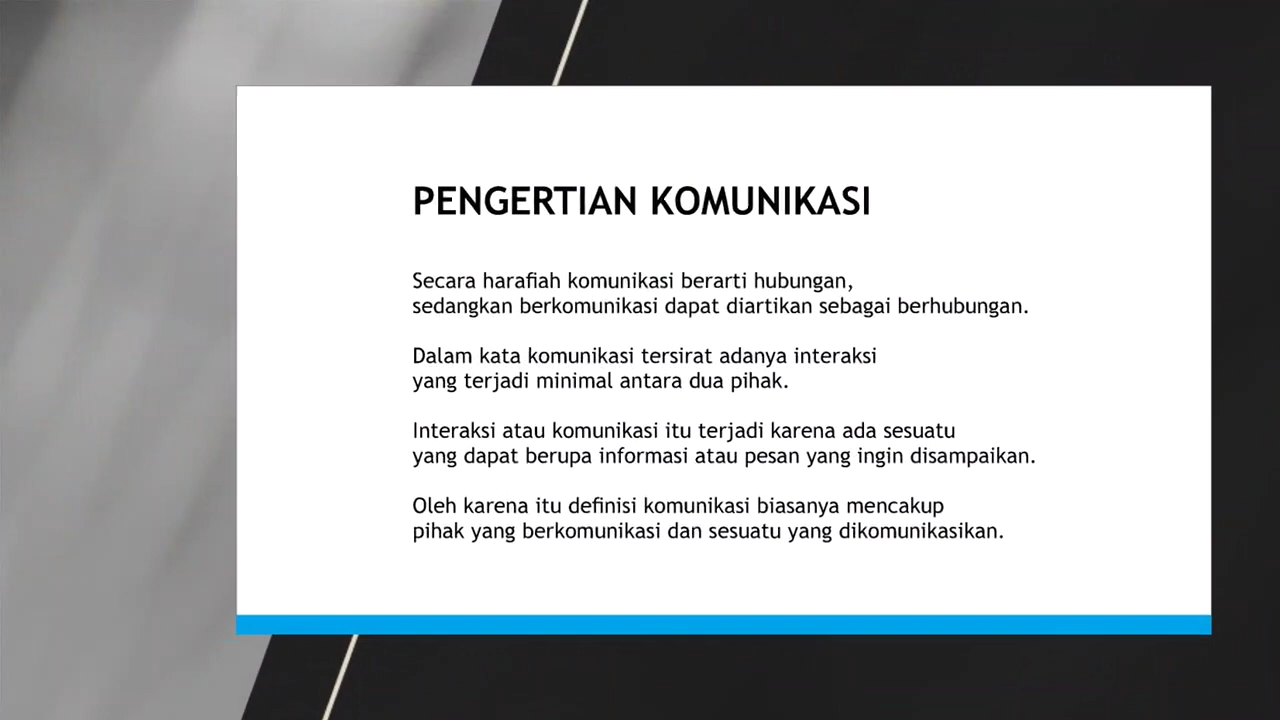 PENGERTIAN KOMUNIKASI
Secara harafiah komunikasi berarti hubungan,
sedangkan berkomunikasi dapat diartikan sebagai berhubungan.
Dalam kata komunikasi tersirat adanya interaksi
yang terjadi minimal antara dua pihak.
Interaksi atau komunikasi itu terjadi karena ada sesuatu
yang dapat berupa informasi atau pesan yang ingin disampaikan.
Oleh karena itu definisi komunikasi biasanya mencakup
pihak yang berkomunikasi dan sesuatu yang dikomunikasikan.